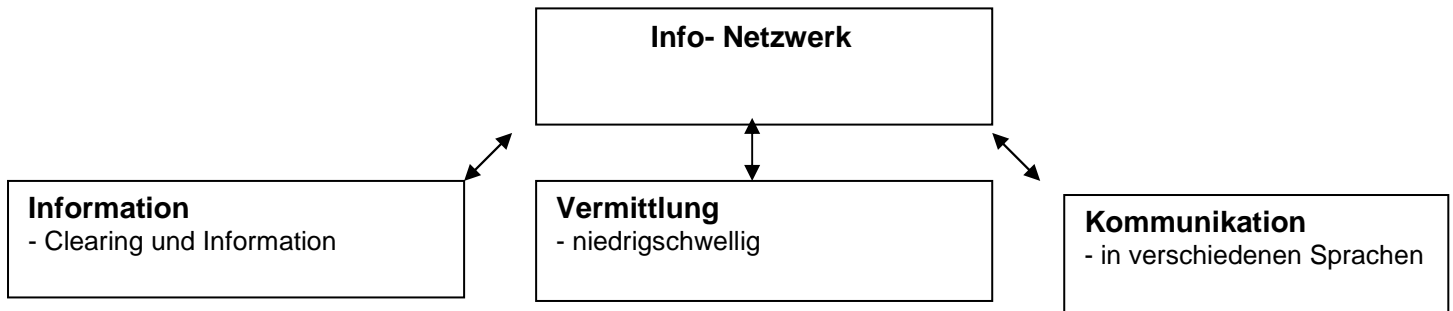 Info- Netzwerk
Information
- Clearing und Information
Vermittlung
- niedrigschwellig
Kommunikation
- in verschiedenen Sprachen